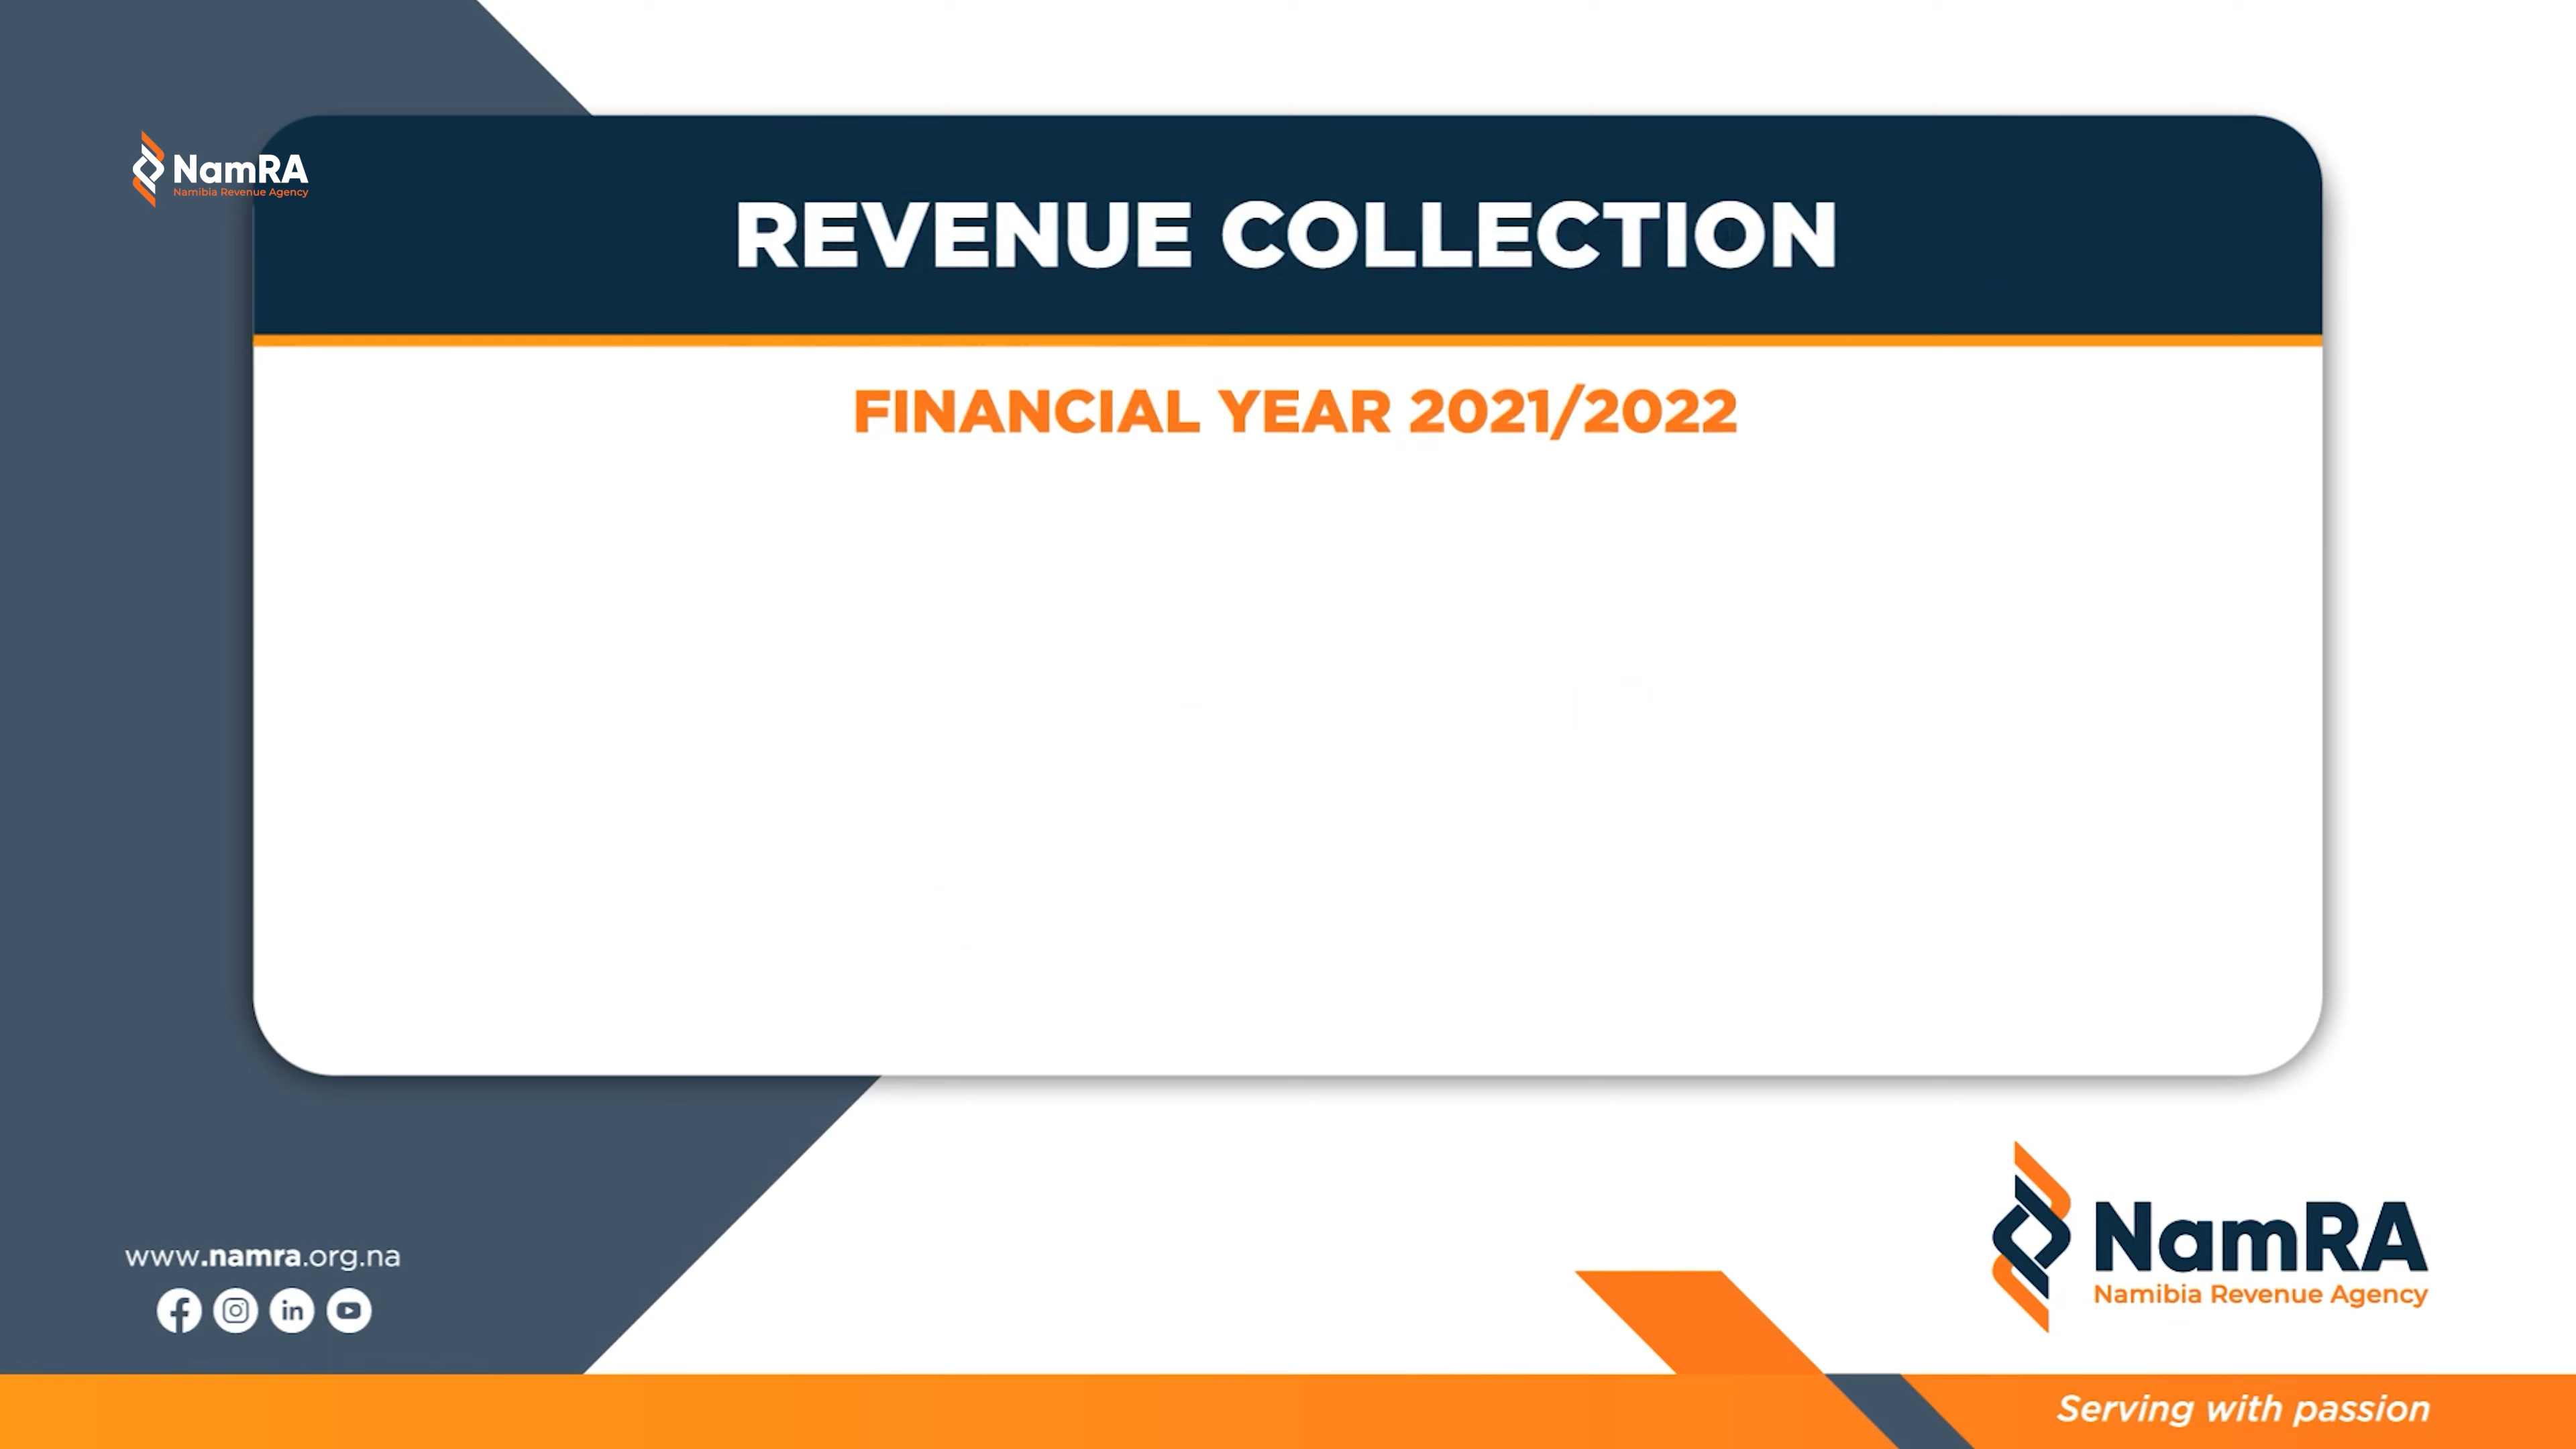 NamRA
Namibia Revenue Agency
REVENUE COLLECTION
FINANCIAL YEAR 2021/2022
www.namra.org.na
NamRA
Namibia Revenue Agency
Serving with passion